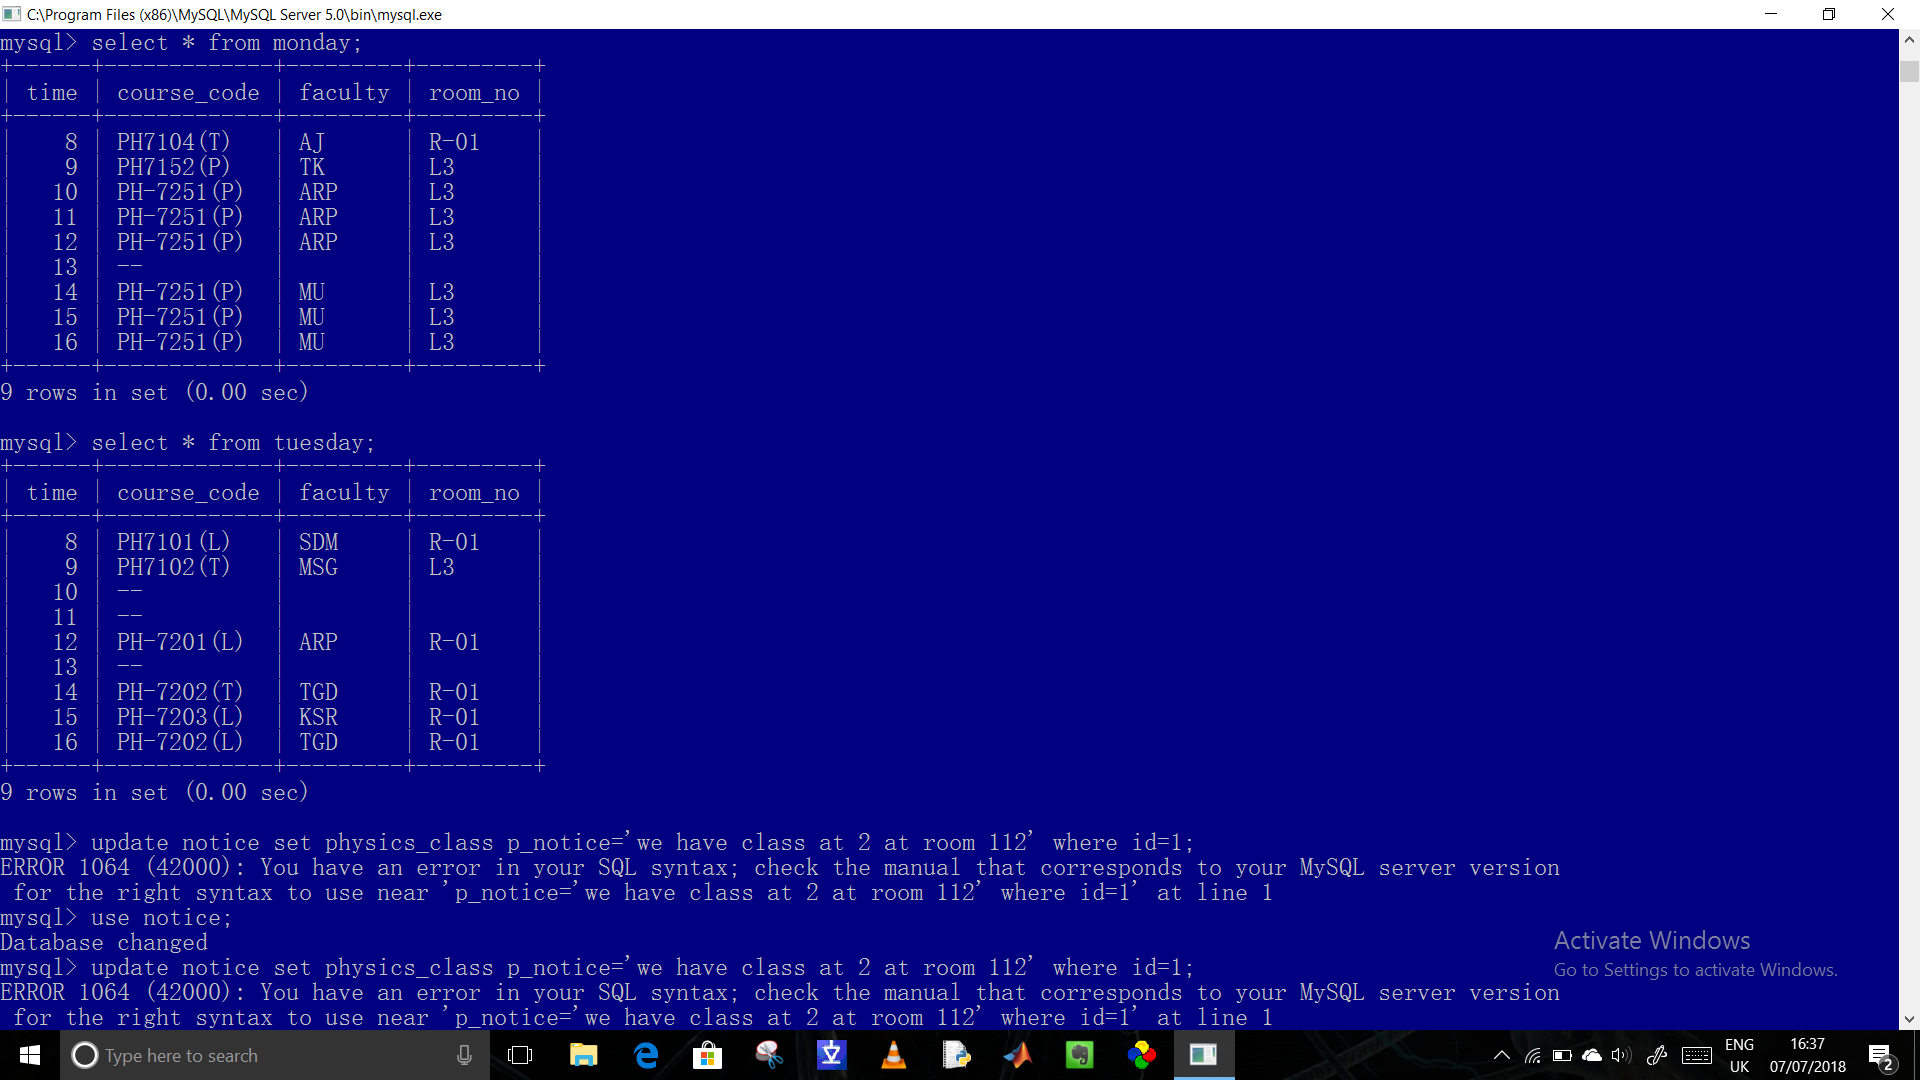 C:\Program Files (x86)\MySQL\MySQL Server 5.0\bin\mysql.exe
mysql> select * from monday;
+------+-------------+---------+---------+
| time | course_code | faculty | room_no |
+------+-------------+---------+---------+
|    8 | PH7104(T)   | AJ      | R-01    |
|    9 | PH7152(P)   | TK      | L3      |
|   10 | PH-7251(P)  | ARP     | L3      |
|   11 | PH-7251(P)  | ARP     | L3      |
|   12 | PH-7251(P)  | ARP     | L3      |
|   13 | --          |         |         |
|   14 | PH-7251(P)  | MU      | L3      |
|   15 | PH-7251(P)  | MU      | L3      |
|   16 | PH-7251(P)  | MU      | L3      |
+------+-------------+---------+---------+
9 rows in set (0.00 sec)
mysql> select * from tuesday;
+------+-------------+---------+---------+
| time | course_code | faculty | room_no |
+------+-------------+---------+---------+
|    8 | PH7101(L)   | SDM     | R-01    |
|    9 | PH7102(T)   | MSG     | L3      |
|   10 | --          |         |         |
|   11 | --          |         |         |
|   12 | PH-7201(L)  | ARP     | R-01    |
|   13 | --          |         |         |
|   14 | PH-7202(T)  | TGD     | R-01    |
|   15 | PH-7203(L)  | KSR     | R-01    |
|   16 | PH-7202(L)  | TGD     | R-01    |
+------+-------------+---------+---------+
9 rows in set (0.00 sec)
mysql> update notice set physics_class p_notice='we have class at 2 at room 112' where id=1;
ERROR 1064 (42000): You have an error in your SQL syntax; check the manual that corresponds to your MySQL server version
 for the right syntax to use near 'p_notice='we have class at 2 at room 112' where id=1' at line 1
mysql> use notice;
Database changed
mysql> update notice set physics_class p_notice='we have class at 2 at room 112' where id=1;
ERROR 1064 (42000): You have an error in your SQL syntax; check the manual that corresponds to your MySQL server version
 for the right syntax to use near 'p_notice='we have class at 2 at room 112' where id=1' at line 1
Activate Windows
Go to Settings to activate Windows.
Type here to search
ENG
UK
16:37
07/07/2018
2